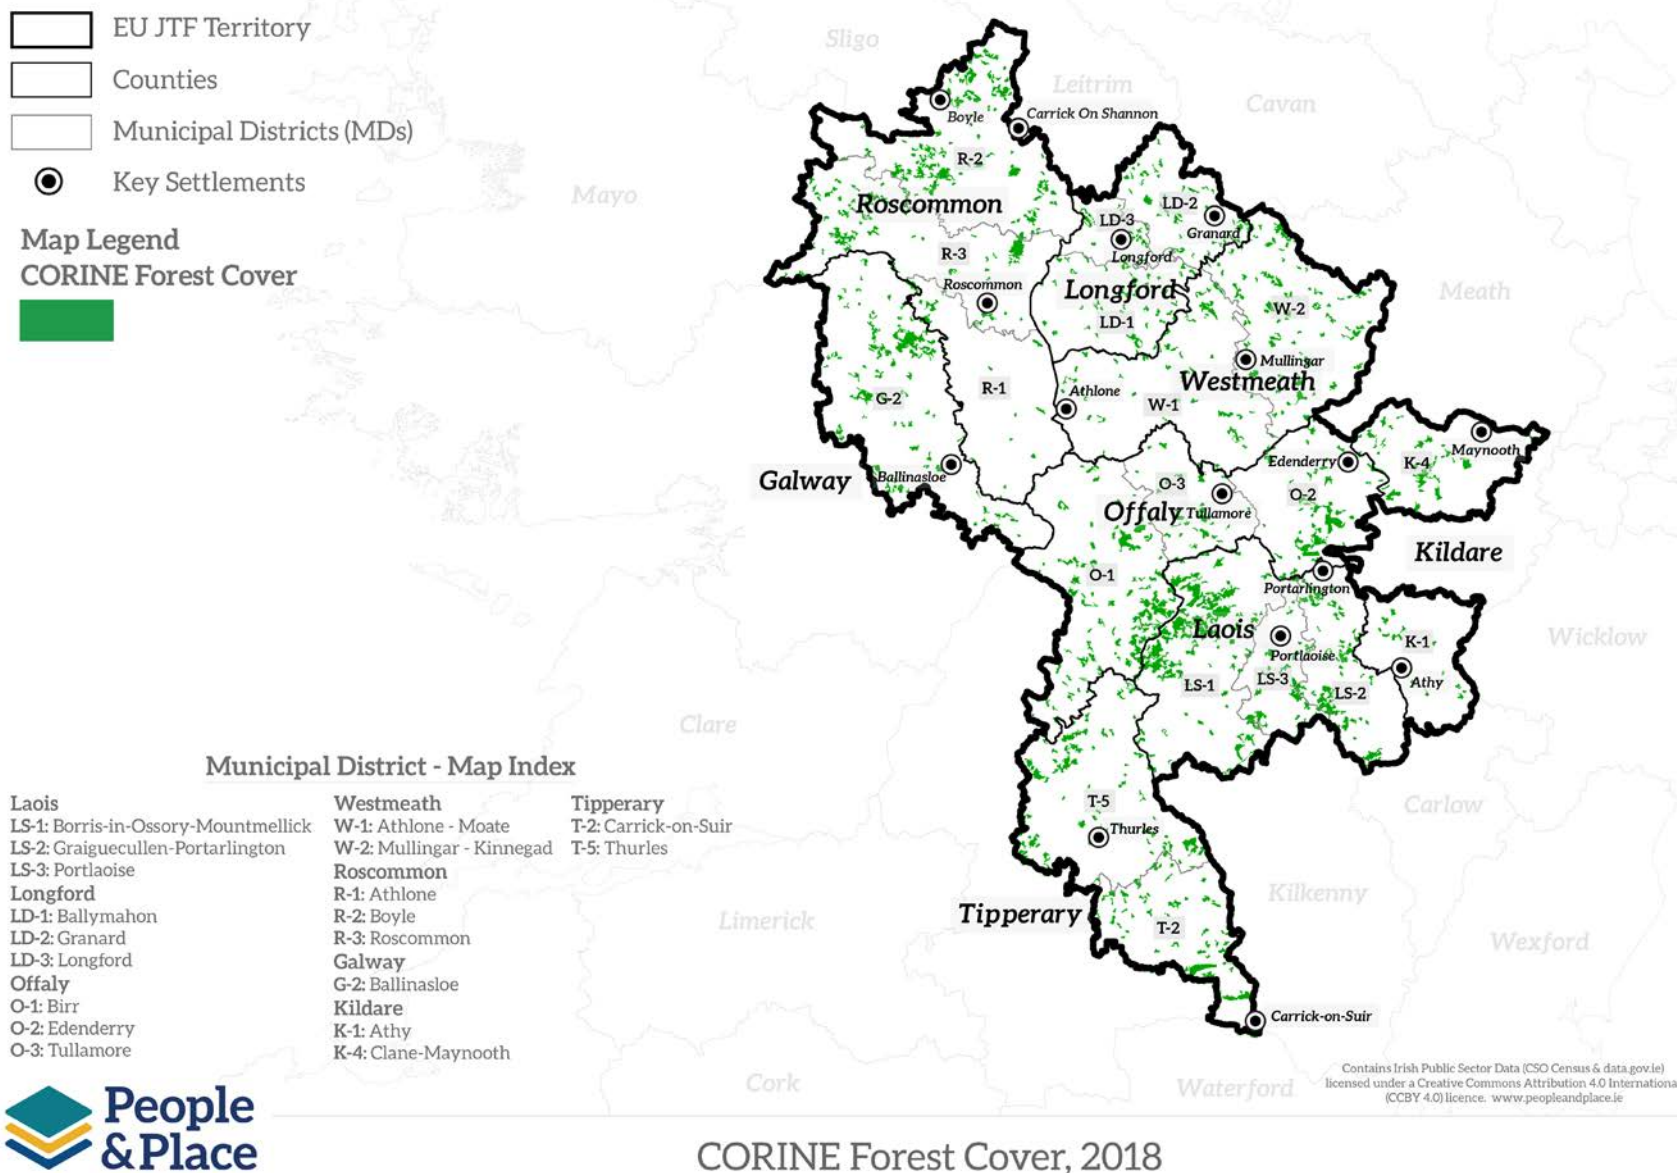 EU JTF Territory
Counties
Municipal Districts (MDs)
Key Settlements
Map Legend
CORINE Forest Cover
Sligo
Leitrim
Cavan
Mayo
Meath
Wicklow
Clare
Carlow
Limerick
Kilkenny
Wexford
Cork
Waterford
Boyle
Carrick On Shannon
R-2
Roscommon
LD-3
LD-2
Granard
Longford
R-3
Roscommon
Longford
LD-1
W-2
Mullingar
Westmeath
Athlone
R-1
G-2
W-1
Maynooth
K-4
Edenderry
Galway
Ballinasloe
O-3
O-2
Offaly
Tullamore
Kildare
O-1
Portarlington
Laois
K-1
Portlaoise
LS-1
LS-3
LS-2
Athy
T-5
Thurles
Tipperary
T-2
Carrick-on-Suir
Municipal District - Map Index
Laois
LS-1: Borris-in-Ossory-Mountmellick
LS-2: Graiguecullen-Portarlington
LS-3: Portlaoise
Longford
LD-1: Ballymahon
LD-2: Granard
LD-3: Longford
Offaly
O-1: Birr
O-2: Edenderry
O-3: Tullamore
Westmeath
W-1: Athlone - Moate
W-2: Mullingar - Kinnegad
Roscommon
R-1: Athlone
R-2: Boyle
R-3: Roscommon
Galway
G-2: Ballinasloe
Kildare
K-1: Athy
K-4: Clane-Maynooth
Tipperary
T-2: Carrick-on-Suir
T-5: Thurles
Contains Irish Public Sector Data (CSO Census & data.gov.ie)
licensed under a Creative Commons Attribution 4.0 Internationa
(CCBY 4.0) licence. www.peopleandplace.ie
People
&Place
CORINE Forest Cover, 2018